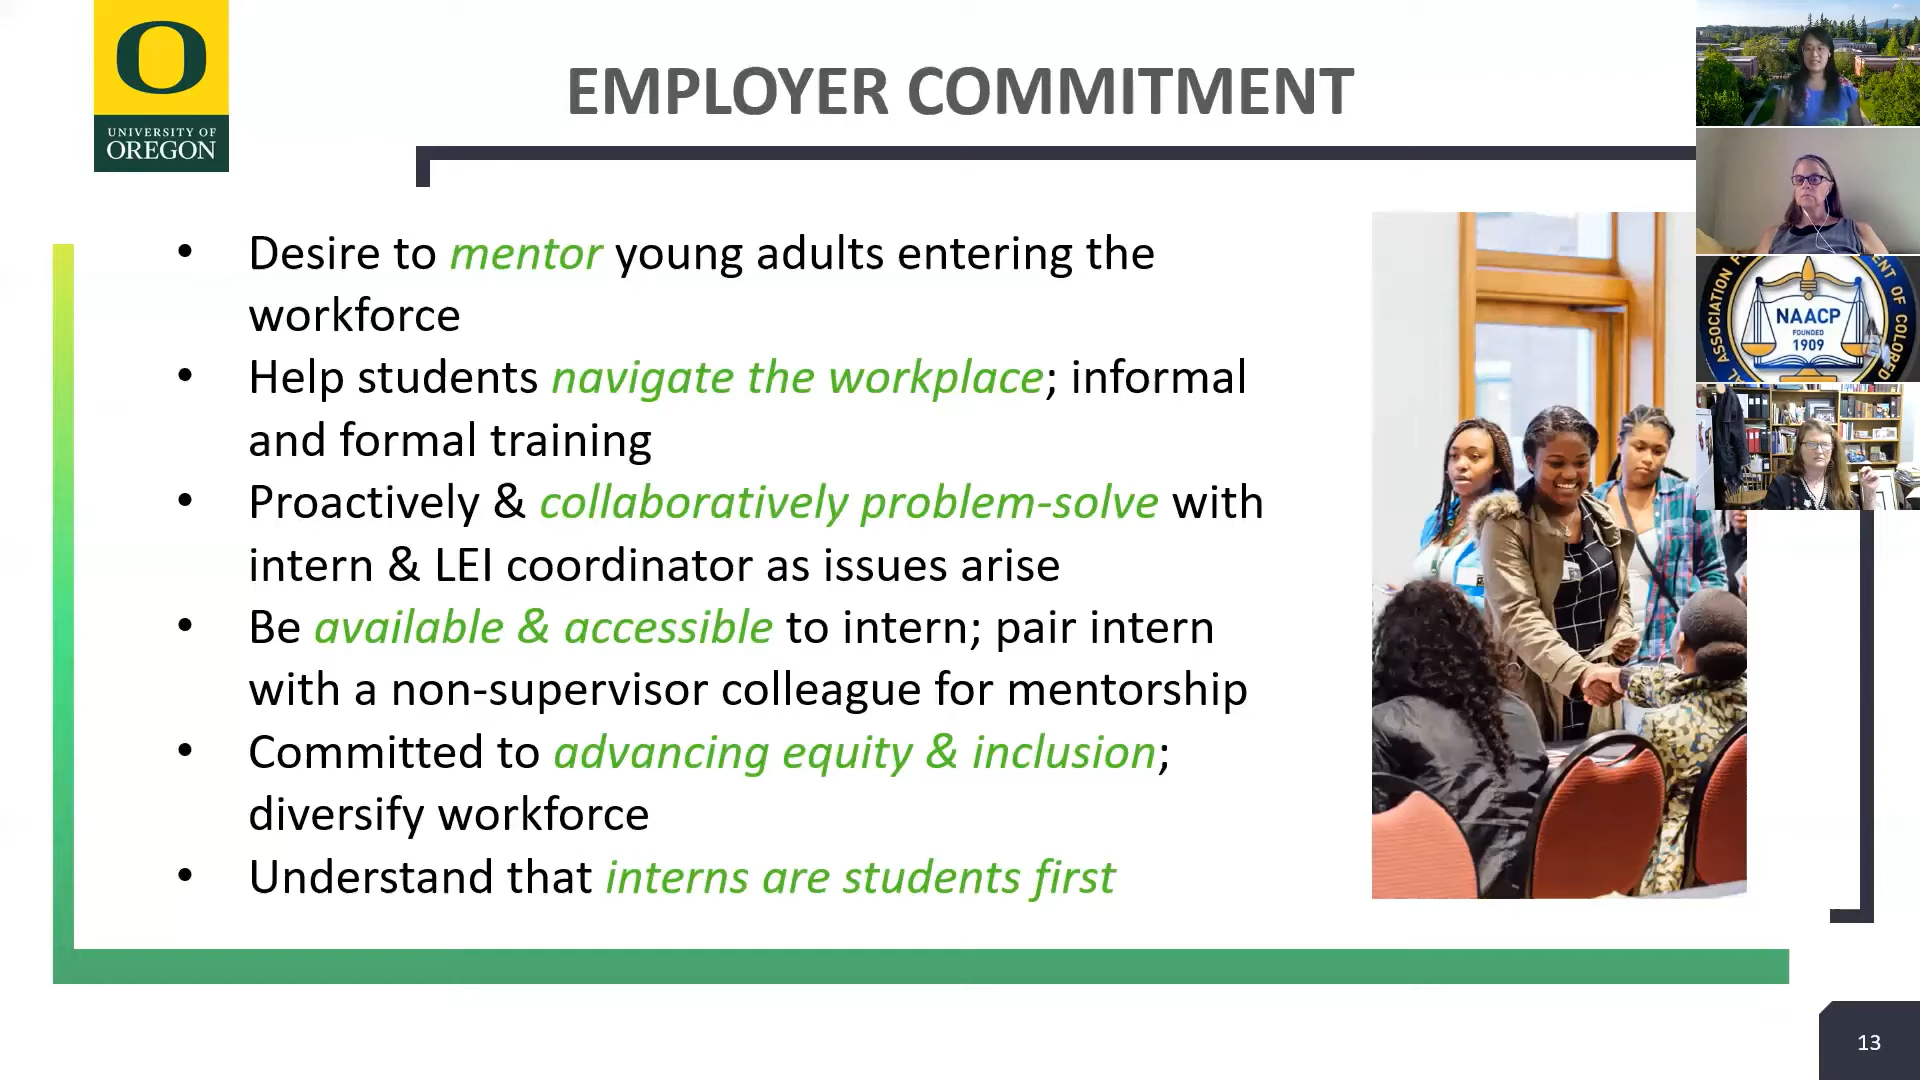 O
UNIVERSITY OF
OREGON
EMPLOYER COMMITMENT
• Desire to mentor young adults entering the
workforce
• Help students navigate the workplace; informal
and formal training
• Proactively & collaboratively problem-solve with
intern & LEI coordinator as issues arise
• Be available & accessible to intern; pair intern
with a non-supervisor colleague for mentorship
• Committed to advancing equity & inclusion;
diversify workforce
• Understand that interns are students first
ASSOCIATION
OF COLORED
NAACP
FOUNDED
1909
13